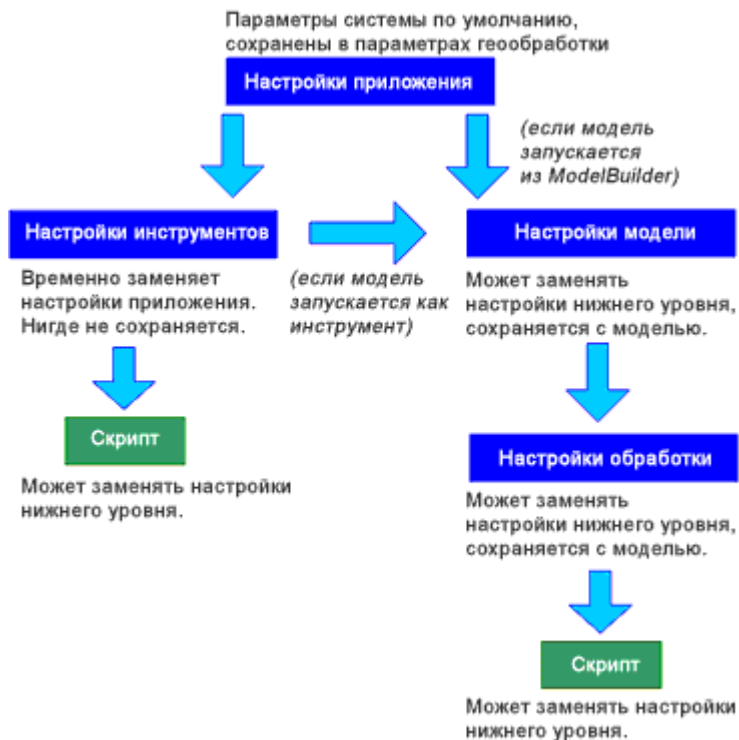 Параметры системы по умолчанию,
сохранены в параметрах геообработки
Настройки приложения
(если модель
запускается
из ModelBuilder)
Настройки инструментов
Настройки модели
Временно заменяет
настройки приложения.
Нигде не сохраняется.
(если модель
запускается как
инструмент)
Может заменять
настройки нижнего уровня,
сохраняется с моделью.
Скрипт
Может заменять настройки
нижнего уровня.
Настройки обработки
Может заменять
настройки нижнего уровня,
сохраняется с моделью.
Скрипт
Может заменять настройки
нижнего уровня.